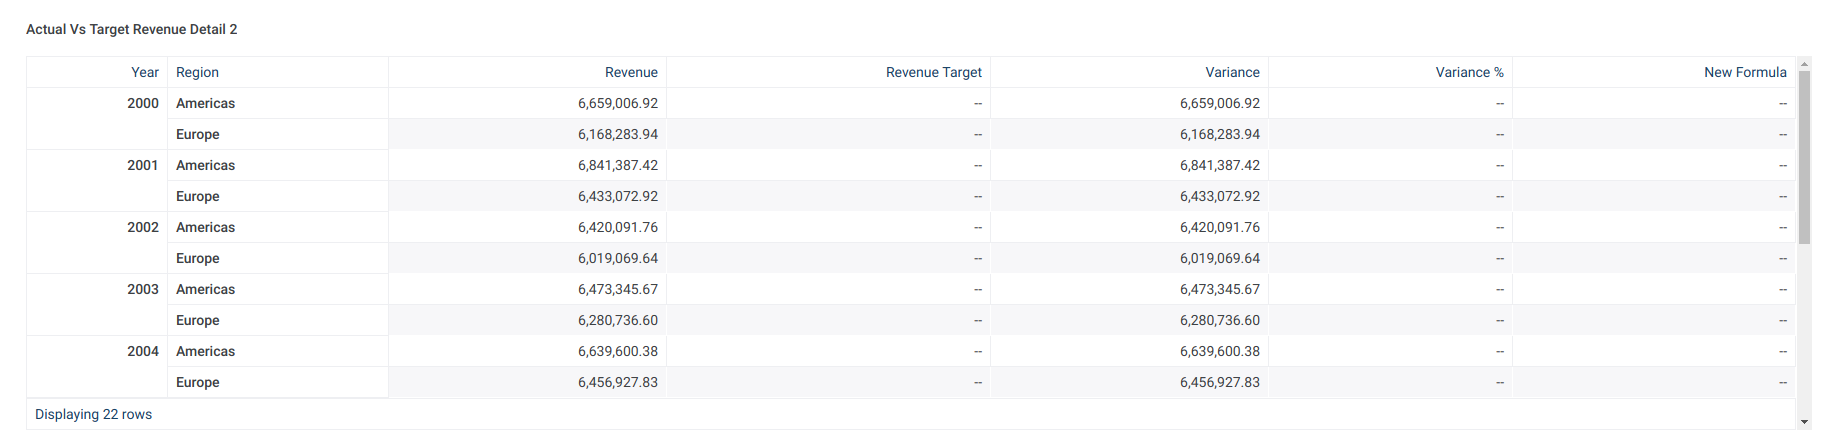 Actual Vs Target Revenue Detail 2
Year Region Revenue Revenue Target Variance Variance % New Formula
2000 Americas 6,659,006.92 -- 6,659,006.92 -- --
Europe 6,168,283.94 -- 6,168,283.94 -- --
2001 Americas 6,841,387.42 -- 6,841,387.42 -- --
Europe 6,433,072.92 -- 6,433,072.92 -- --
2002 Americas 6,420,091.76 -- 6,420,091.76 -- --
Europe 6,019,069.64 -- 6,019,069.64 -- --
2003 Americas 6,473,345.67 -- 6,473,345.67 -- --
Europe 6,280,736.60 -- 6,280,736.60 -- --
2004 Americas 6,639,600.38 -- 6,639,600.38 -- --
Europe 6,456,927.83 -- 6,456,927.83 -- --
Displaying 22 rows